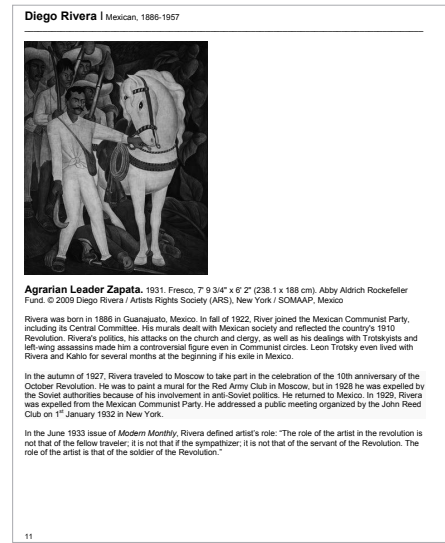 Diego Rivera | Mexican, 1886-1957
Agrarian Leader Zapata. 1931. Fresco, 7' 9 3/4" x 6' 2" (238.1 x 188 cm). Abby Aldrich Rockefeller
Fund. © 2009 Diego Rivera / Artists Rights Society (ARS), New York / SOMAAP, Mexico
Rivera was born in 1886 in Guanajuato, Mexico. In fall of 1922, River joined the Mexican Communist Party,
including its Central Committee. His murals dealt with Mexican society and reflected the country's 1910
Revolution. Rivera's politics, his attacks on the church and clergy, as well as his dealings with Trotskyists and
left-wing assassins made him a controversial figure even in Communist circles. Leon Trotsky even lived with
Rivera and Kahlo for several months at the beginning if his exile in Mexico.
In the autumn of 1927, Rivera traveled to Moscow to take part in the celebration of the 10th anniversary of the
October Revolution. He was to paint a mural for the Red Army Club in Moscow, but in 1928 he was expelled by
the Soviet authorities because of his involvement in anti-Soviet politics. He returned to Mexico. In 1929, Rivera
was expelled from the Mexican Communist Party. He addressed a public meeting organized by the John Reed
Club on 1st January 1932 in New York.
In the June 1933 issue of Modern Monthly, Rivera defined artist's role: "The role of the artist in the revolution is
not that of the fellow traveler; it is not that if the sympathizer; it is not that of the servant of the Revolution. The
role of the artist is that of the soldier of the Revolution."
11